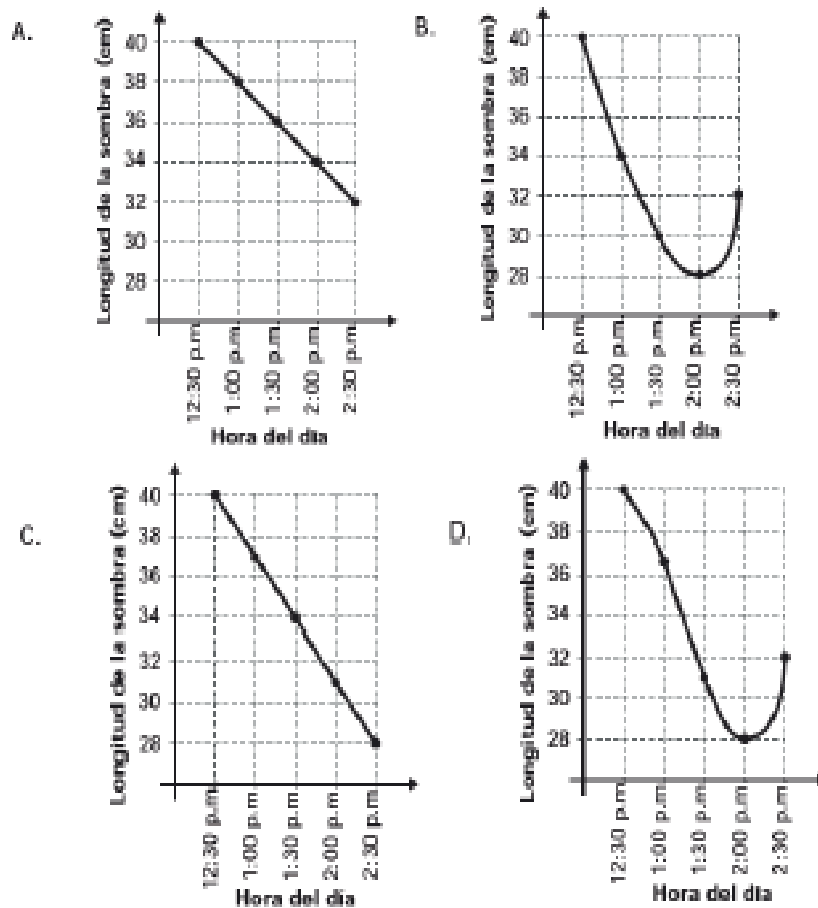 A.
Longitud de la sombra (cm)
40
38
36
34
32
30
28
12:30 p.m.
1:00 p.m.
1:30 p.m.
2:00 p.m.
2:30 p.m.
Hora del dia
B.
Longitud de la sombra (cm)
40
38
36
34
32
30
28
12:30 p.m.
1:00 p.m.
1:30 p.m.
2:00 p.m.
2:30 p.m.
Hora del dia
C.
Longitud de la sombra (cm)
40
38
36
34
32
30
28
12:30 p.m.
1:00 p.m.
1:30 p.m.
2:00 p.m.
2:30 p.m.
Hora del dia
D.
Longitud de la sombra (cm)
40
38
36
34
32
30
28
12:30 p.m.
1:00 p.m.
1:30 p.m.
2:00 p.m.
2:30 p.m.
Hora del dia